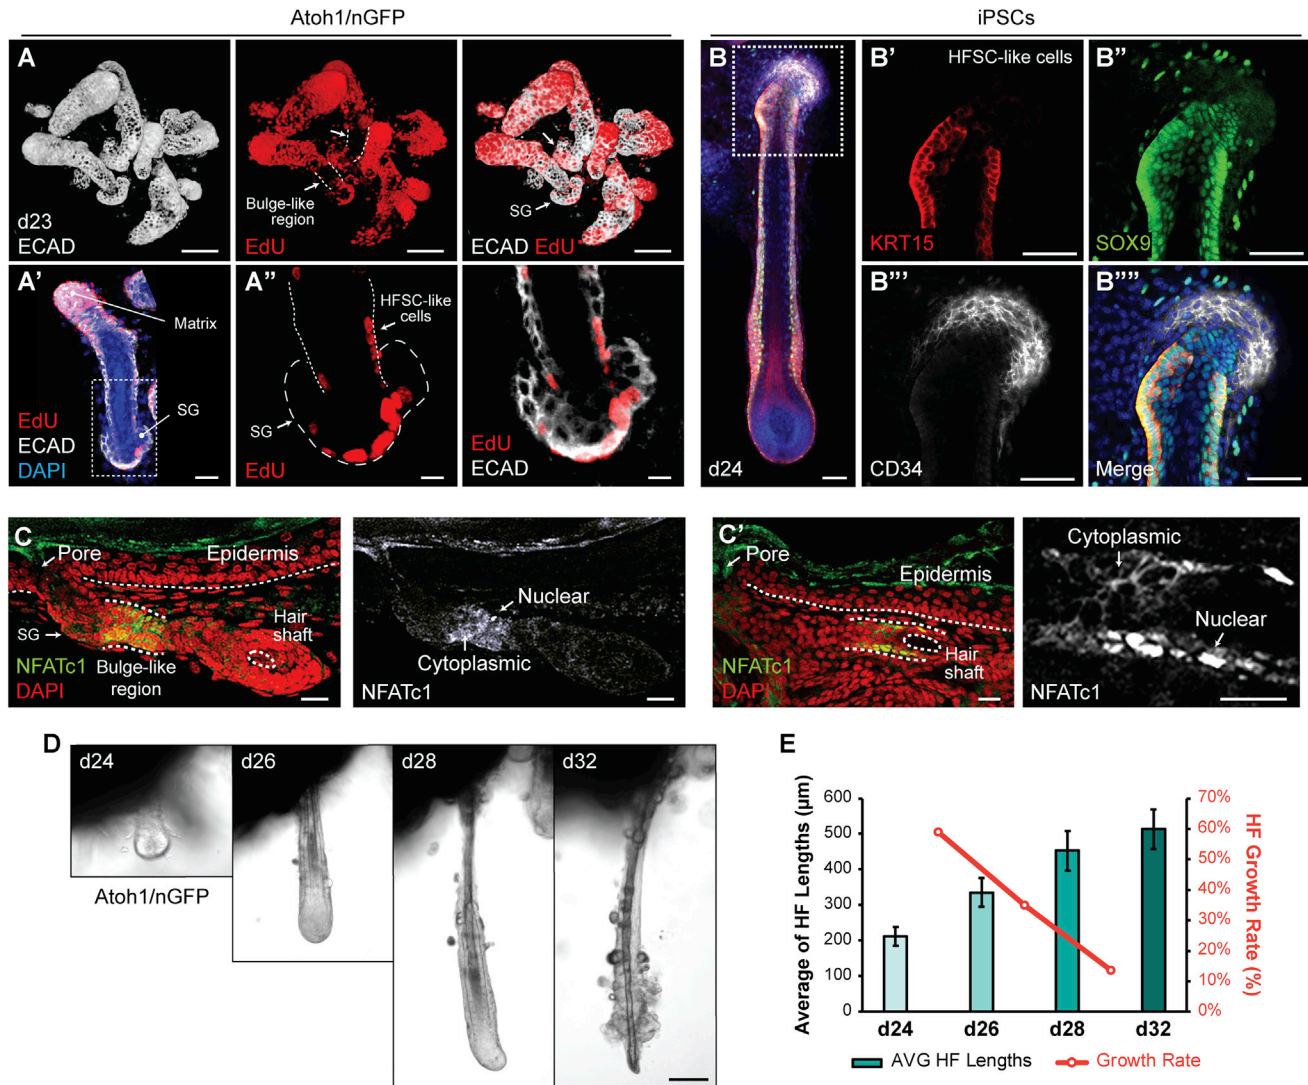 Atoh1/nGFP
iPSCs
A
d23
ECAD
Bulge-like
region
EdU
SG
ECAD EdU
B
d24
B'
HFSC-like cells
KRT15
B"
SOX9
A'
Matrix
SG
EdU
ECAD
DAPI
A"
HFSC-like
cells
SG
EdU
EdU
ECAD
B"'
CD34
B""
Merge
C
Pore
Epidermis
SG
Hair
shaft
NFATc1
DAPI
Bulge-like
region
Nuclear
Cytoplasmic
NFATc1
C'
Pore
Epidermis
Hair
shaft
NFATc1
DAPI
Cytoplasmic
Nuclear
NFATc1
D
d24
d26
d28
d32
Atoh1/nGFP
E
Average of HF Lengths (µm)
600
500
400
300
200
100
0
70%
60%
50%
40%
30%
20%
10%
0%
HF Growth Rate (%)
d24
d26
d28
d32
AVG HF Lengths
Growth Rate